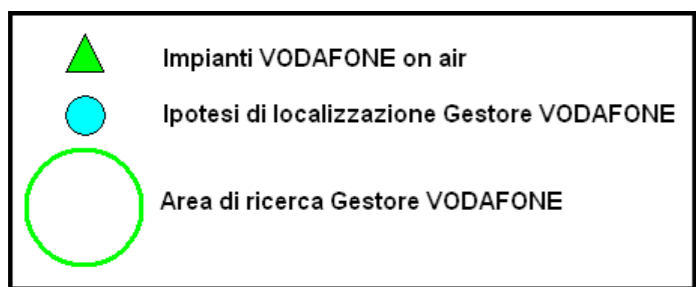 Impianti VODAFONE on air
Ipotesi di localizzazione Gestore VODAFONE
Area di ricerca Gestore VODAFONE